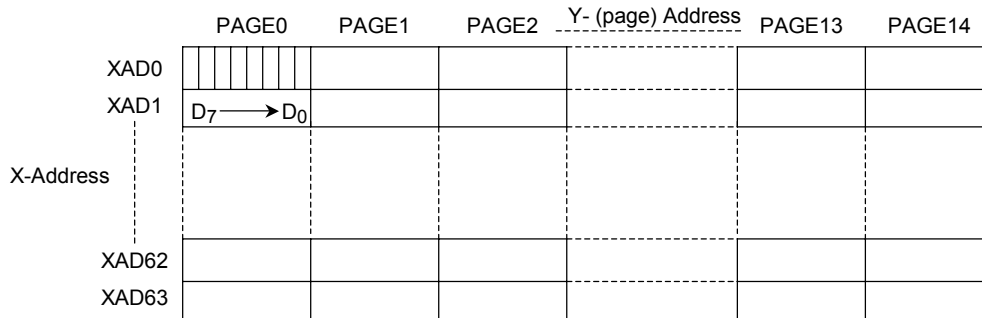 PAGE0 PAGE1 PAGE2 Y- (page) Address PAGE13 PAGE14
XAD0
XAD1 D7 D0
X-Address
XAD62
XAD63